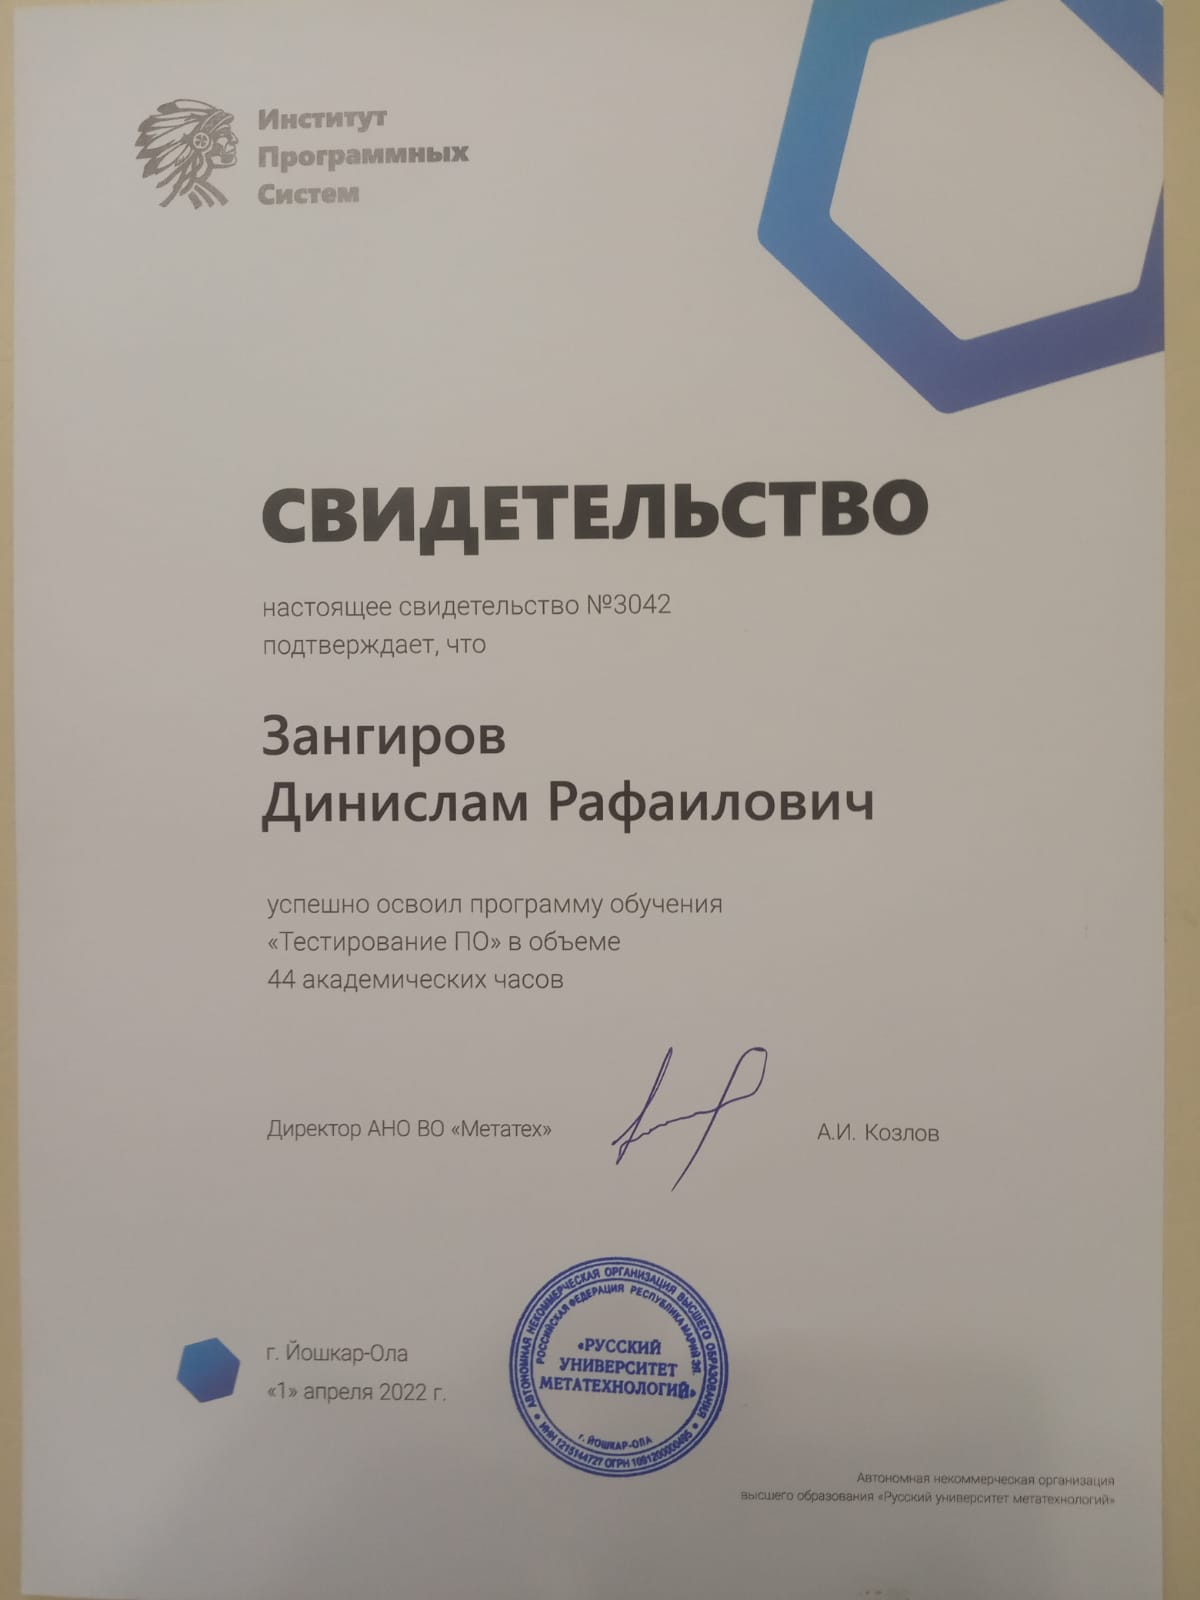 Институт
Программных
Систем
СВИДЕТЕЛЬСТВО
настоящее свидетельство №3042
подтверждает, что
Зангиров
Динислам Рафаилович
успешно освоил программу обучения
«Тестирование ПО» в объеме
44 академических часов
Директор АНО ВО «Метатех»
А.И. Козлов
АВТОНОМНАЯ НЕКОММЕРЧЕСКАЯ ОРГАНИЗАЦИЯ ВЫСШЕГО ОБРАЗОВАНИЯ
РОССИЙСКАЯ ФЕДЕРАЦИЯ РЕСПУБЛИКА МАРИЙ ЭЛ
«РУССКИЙ
УНИВЕРСИТЕТ
МЕТАТЕХНОЛОГИЙ»
г. ЙОШКАР-ОЛА
ИНН 1215144727 ОГРН 1091200000495
г. Йошкар-Ола
«1» апреля 2022 г.
Автономная некоммерческая организация
высшего образования «Русский университет метатехнологий»